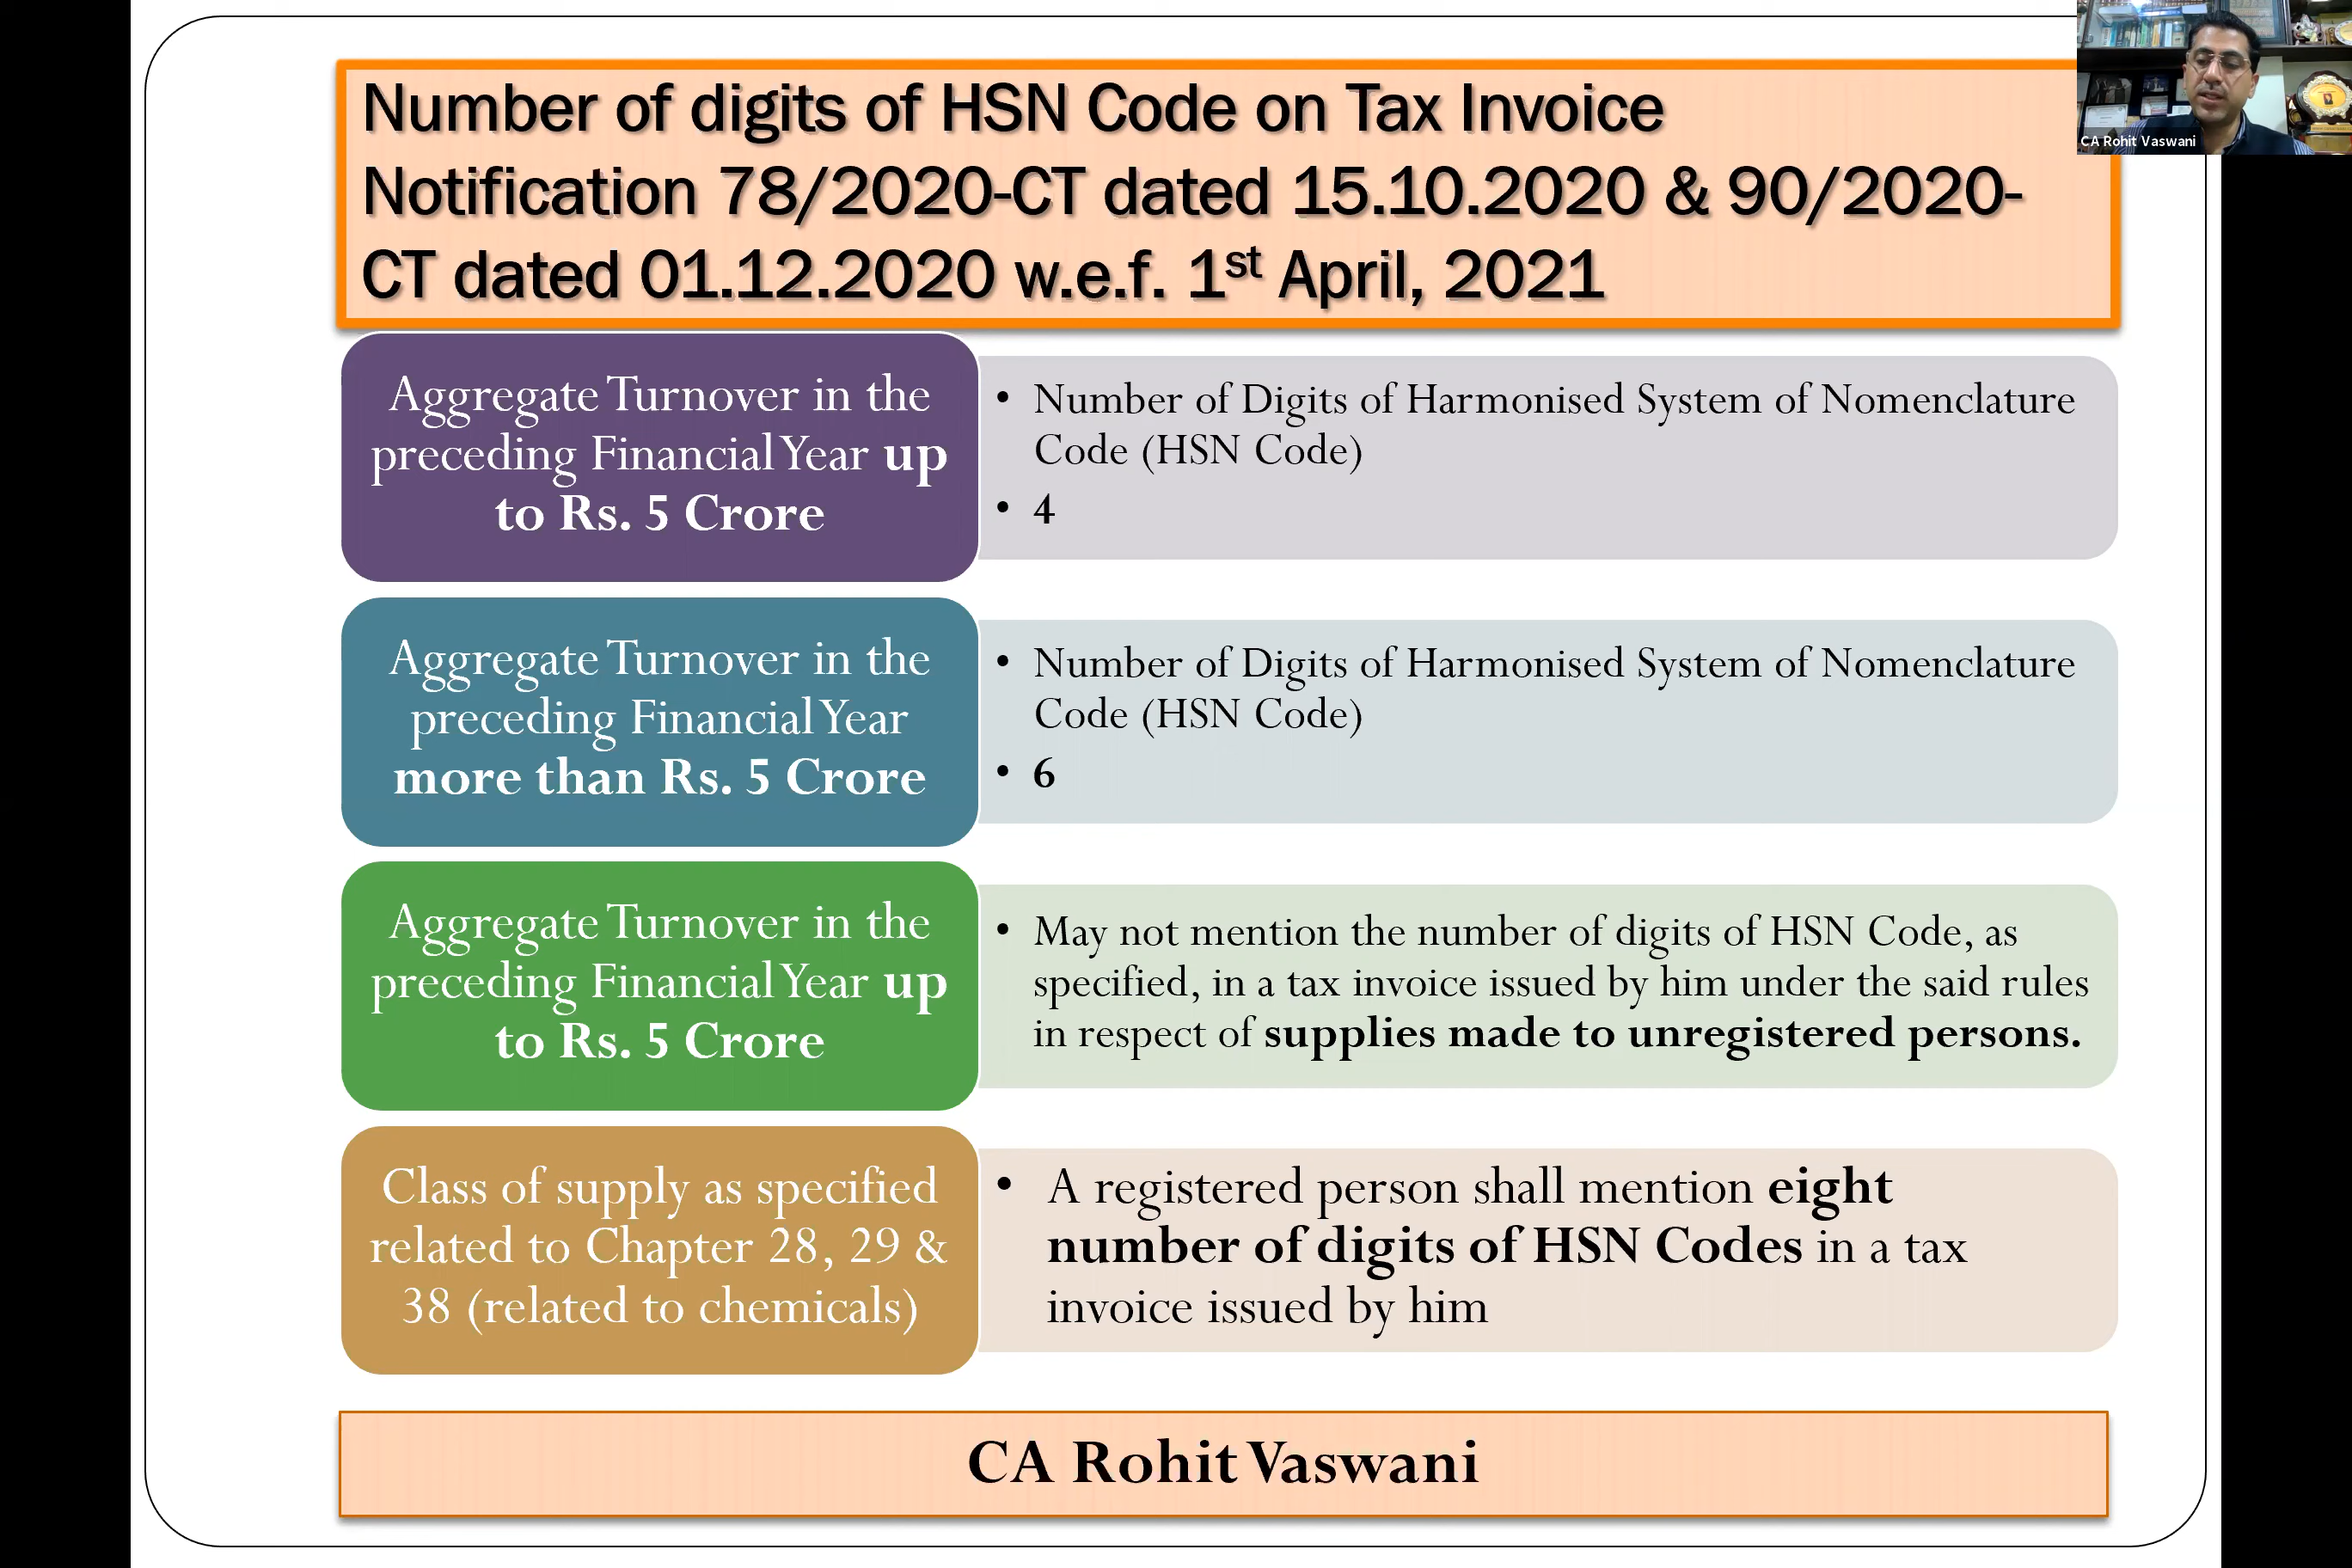 Number of digits of HSN Code on Tax Invoice
Notification 78/2020-CT dated 15.10.2020 & 90/2020-
CT dated 01.12.2020 w.e.f. 1st April, 2021
CA Rohit Vaswani
Aggregate Turnover in the
preceding Financial Year up
to Rs. 5 Crore
• Number of Digits of Harmonised System of Nomenclature
Code (HSN Code)
• 4
Aggregate Turnover in the
preceding Financial Year
more than Rs. 5 Crore
• Number of Digits of Harmonised System of Nomenclature
Code (HSN Code)
• 6
Aggregate Turnover in the
preceding Financial Year up
to Rs. 5 Crore
• May not mention the number of digits of HSN Code, as
specified, in a tax invoice issued by him under the said rules
in respect of supplies made to unregistered persons.
Class of supply as specified
related to Chapter 28, 29 &
38 (related to chemicals)
• A registered person shall mention eight
number of digits of HSN Codes in a tax
invoice issued by him
CA Rohit Vaswani